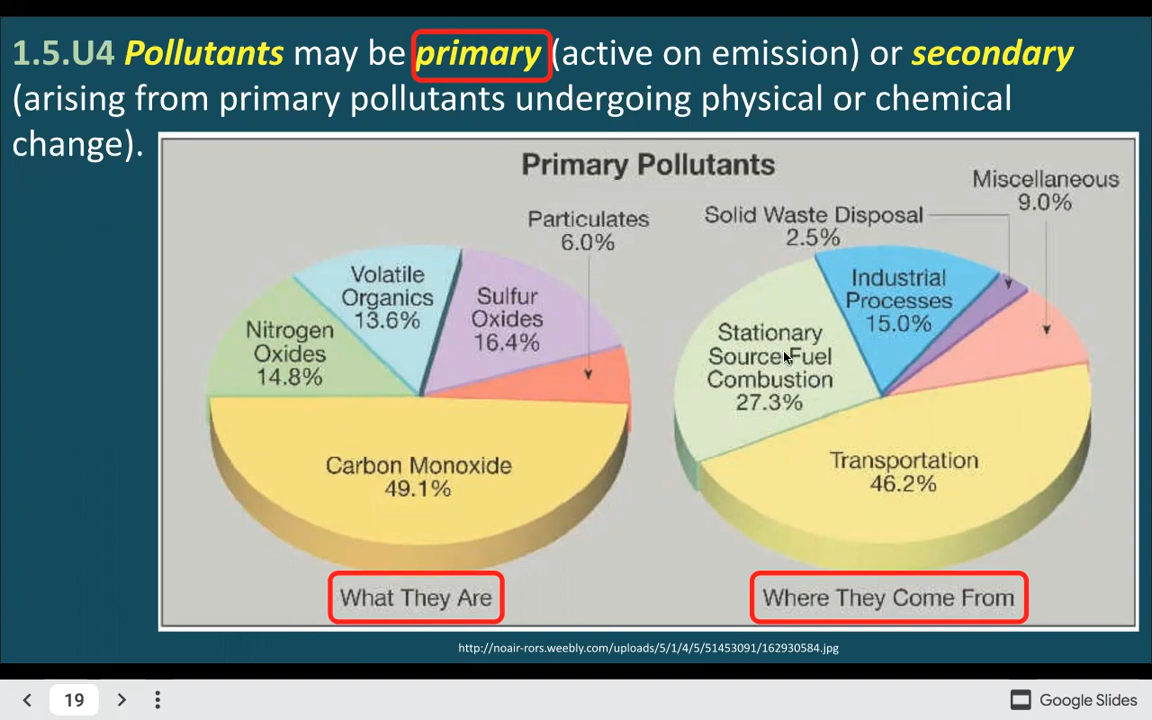 1.5.U4 Pollutants may be primary (active on emission) or secondary
(arising from primary pollutants undergoing physical or chemical
change).
Primary Pollutants
Particulates
6.0%
Volatile
Organics
13.6%
Sulfur
Oxides
16.4%
Nitrogen
Oxides
14.8%
Carbon Monoxide
49.1%
What They Are
Miscellaneous
9.0%
Solid Waste Disposal
2.5%
Industrial
Processes
15.0%
Stationary
Source Fuel
Combustion
27.3%
Transportation
46.2%
Where They Come From
http://noair-rors.weebly.com/uploads/5/1/4/5/51453091/162930584.jpg
19
Google Slides